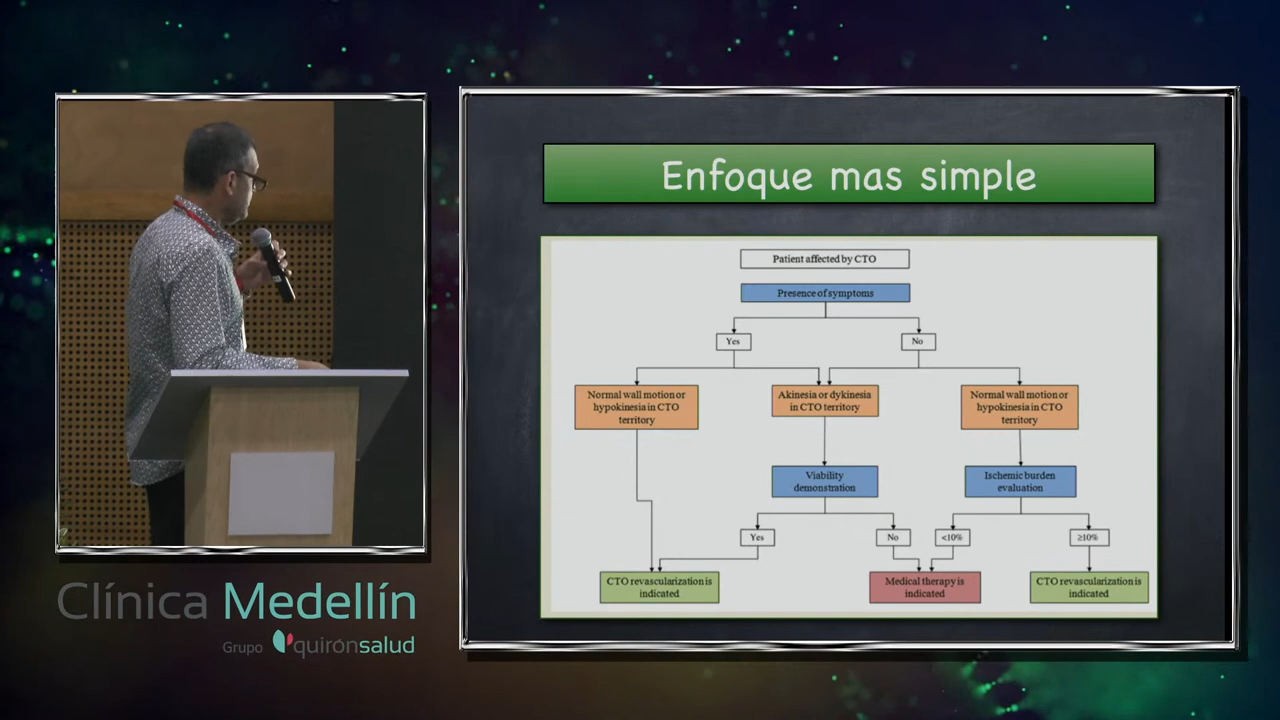 Enfoque mas simple
Patient affected by CTO
Presence of symptoms
Yes
No
Normal wall motion or
hypokinesia in CTO
territory
Akinesia or dykinesia
in CTO territory
Normal wall motion or
hypokinesia in CTO
territory
Viability
demonstration
Ischemic burden
evaluation
Yes
No
<10%
≥10%
CTO revascularization is
indicated
Medical therapy is
indicated
CTO revascularization is
indicated
Clínica Medellín
Grupo quirónsalud